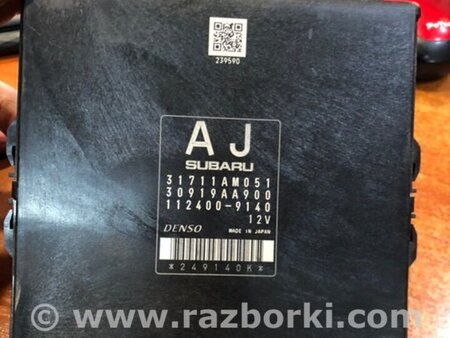 239590
AJ
SUBARU
31711AM051
30919AA900
112400-9140
12V
DENSO MADE IN JAPAN
*249140K*
© www.razborki.com